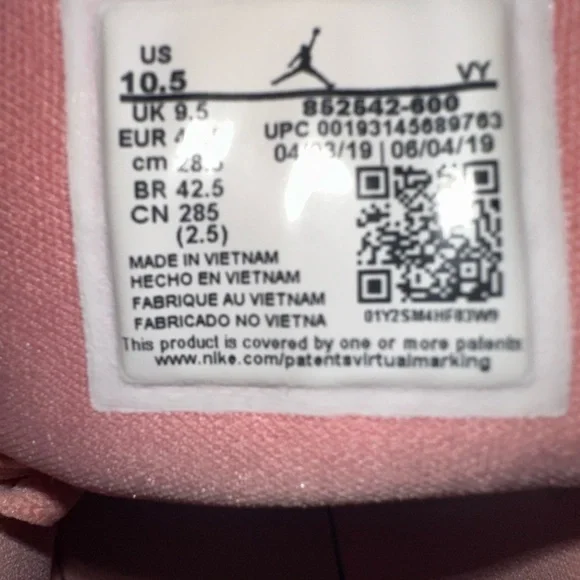 US
10.5
VY
UK 9.5
852542-600
EUR
UPC 00193145689763
cm
/19 | 06/04/19
BR 42.5
CN 285
(2.5)
MADE IN VIETNAM
HECHO EN VIETNAM
FABRIQUE AU VIETNAM
FABRICADO NO VIETNA
01Y2SM4HF83W9
This product is covered by one or more patents
www.nike.com/patentsvirtualmarking